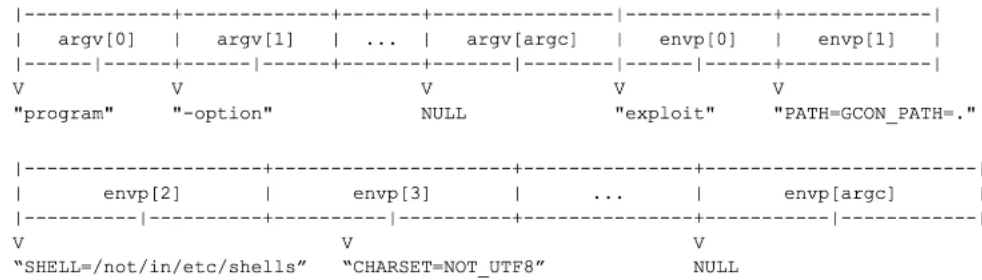 |-------------+-------------+-------+----------------|-------------+-------------|
|   argv[0]   |   argv[1]   |  ...  |   argv[argc]   |   envp[0]   |   envp[1]   |
|------|------+------|------+-------+-------|--------|------|------+-------------|
V             V                     V                V             V
"program"     "-option"             NULL             "exploit"     "PATH=GCON_PATH=."
|---------------------+---------------------+---------------+-----------------------|
|       envp[2]       |       envp[3]       |      ...      |       envp[argc]      |
|----------|----------+----------|----------+---------------+-----------|-----------|
V                            V                              V
“SHELL=/not/in/etc/shells”   “CHARSET=NOT_UTF8”             NULL